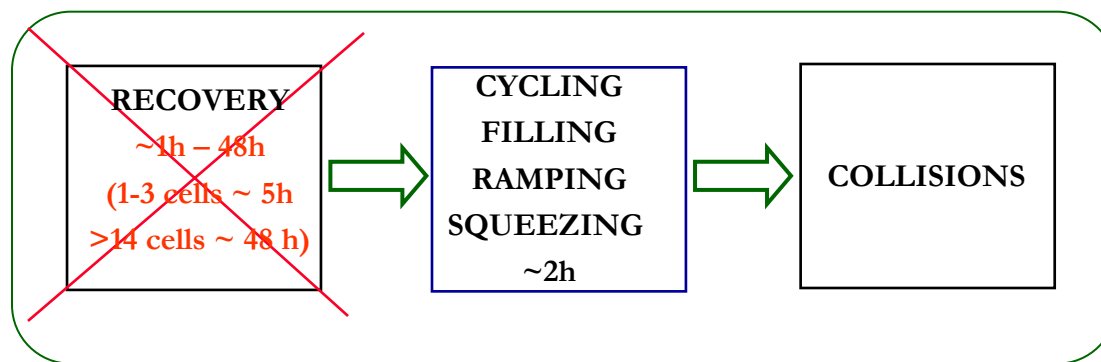 RECOVERY
~1h – 48h
(1-3 cells ~ 5h
>14 cells ~ 48 h)
CYCLING
FILLING
RAMPING
SQUEEZING
~2h
COLLISIONS